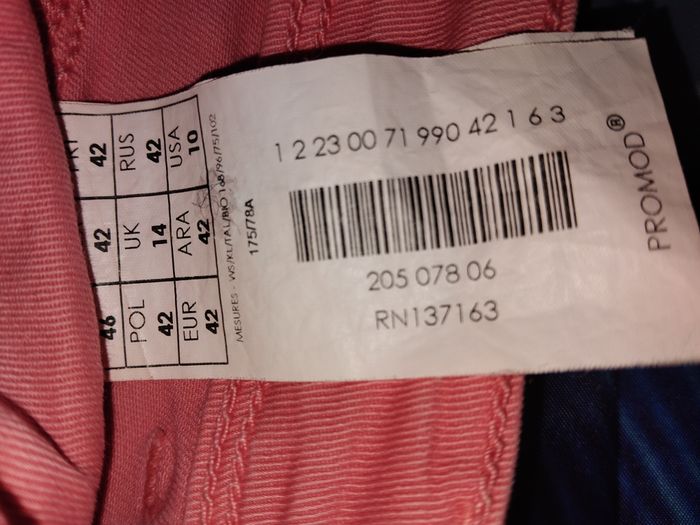 42
RUS
42
USA
10
42
UK
14
ARA
42
46
POL
42
EUR
42
175/78A
1 2 23 00 71 990 42 1 6 3
205 078 06
RN137163
PROMOD®